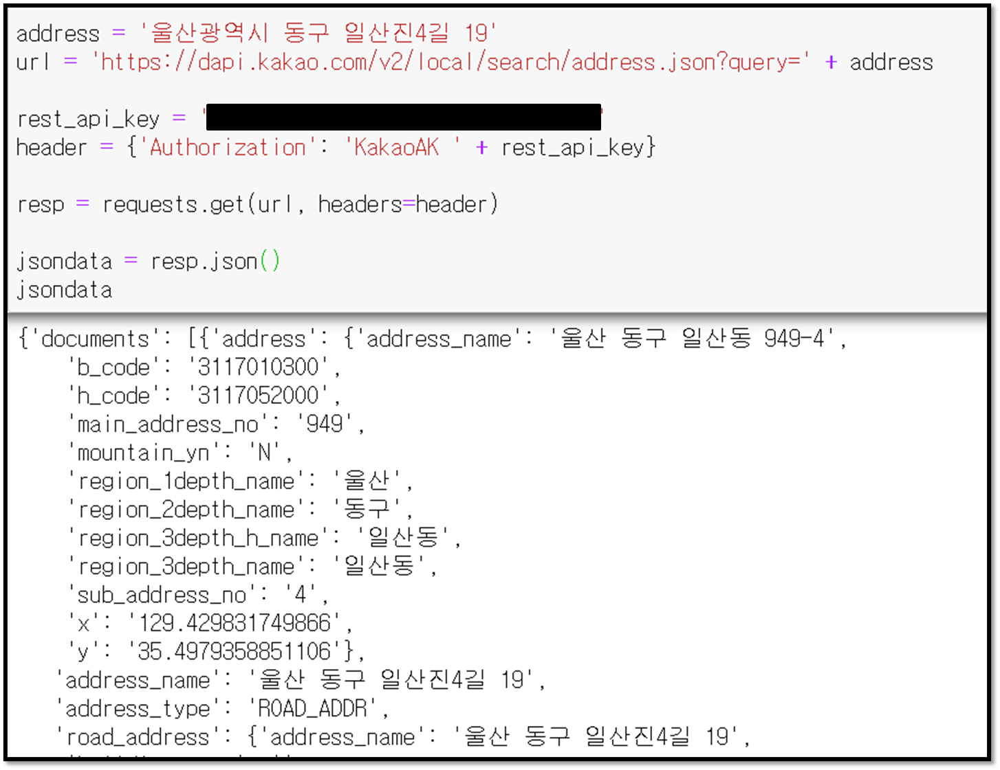 address = '울산광역시 동구 일산진4길 19'
url = 'https://dapi.kakao.com/v2/local/search/address.json?query=' + address
rest_api_key = ' '
header = {'Authorization': 'KakaoAK ' + rest_api_key}
resp = requests.get(url, headers=header)
jsondata = resp.json()
jsondata
{'documents': [{'address': {'address_name': '울산 동구 일산동 949-4',
'b_code': '3117010300',
'h_code': '3117052000',
'main_address_no': '949',
'mountain_yn': 'N',
'region_1depth_name': '울산',
'region_2depth_name': '동구',
'region_3depth_h_name': '일산동',
'region_3depth_name': '일산동',
'sub_address_no': '4',
'x': '129.429831749866',
'y': '35.4979358851106'},
'address_name': '울산 동구 일산진4길 19',
'address_type': 'ROAD_ADDR',
'road_address': {'address_name': '울산 동구 일산진4길 19',